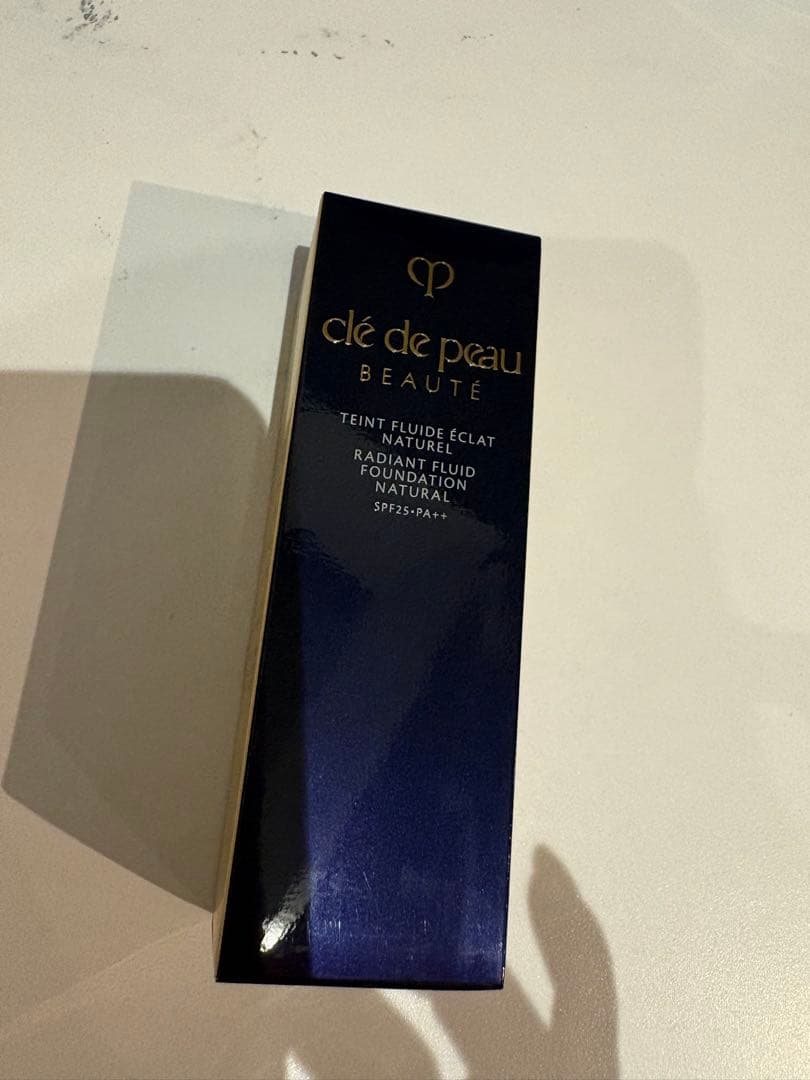 clé de peau
BEAUTÉ
TEINT FLUIDE ÉCLAT
NATUREL
RADIANT FLUID
FOUNDATION
NATURAL
SPF25•PA++